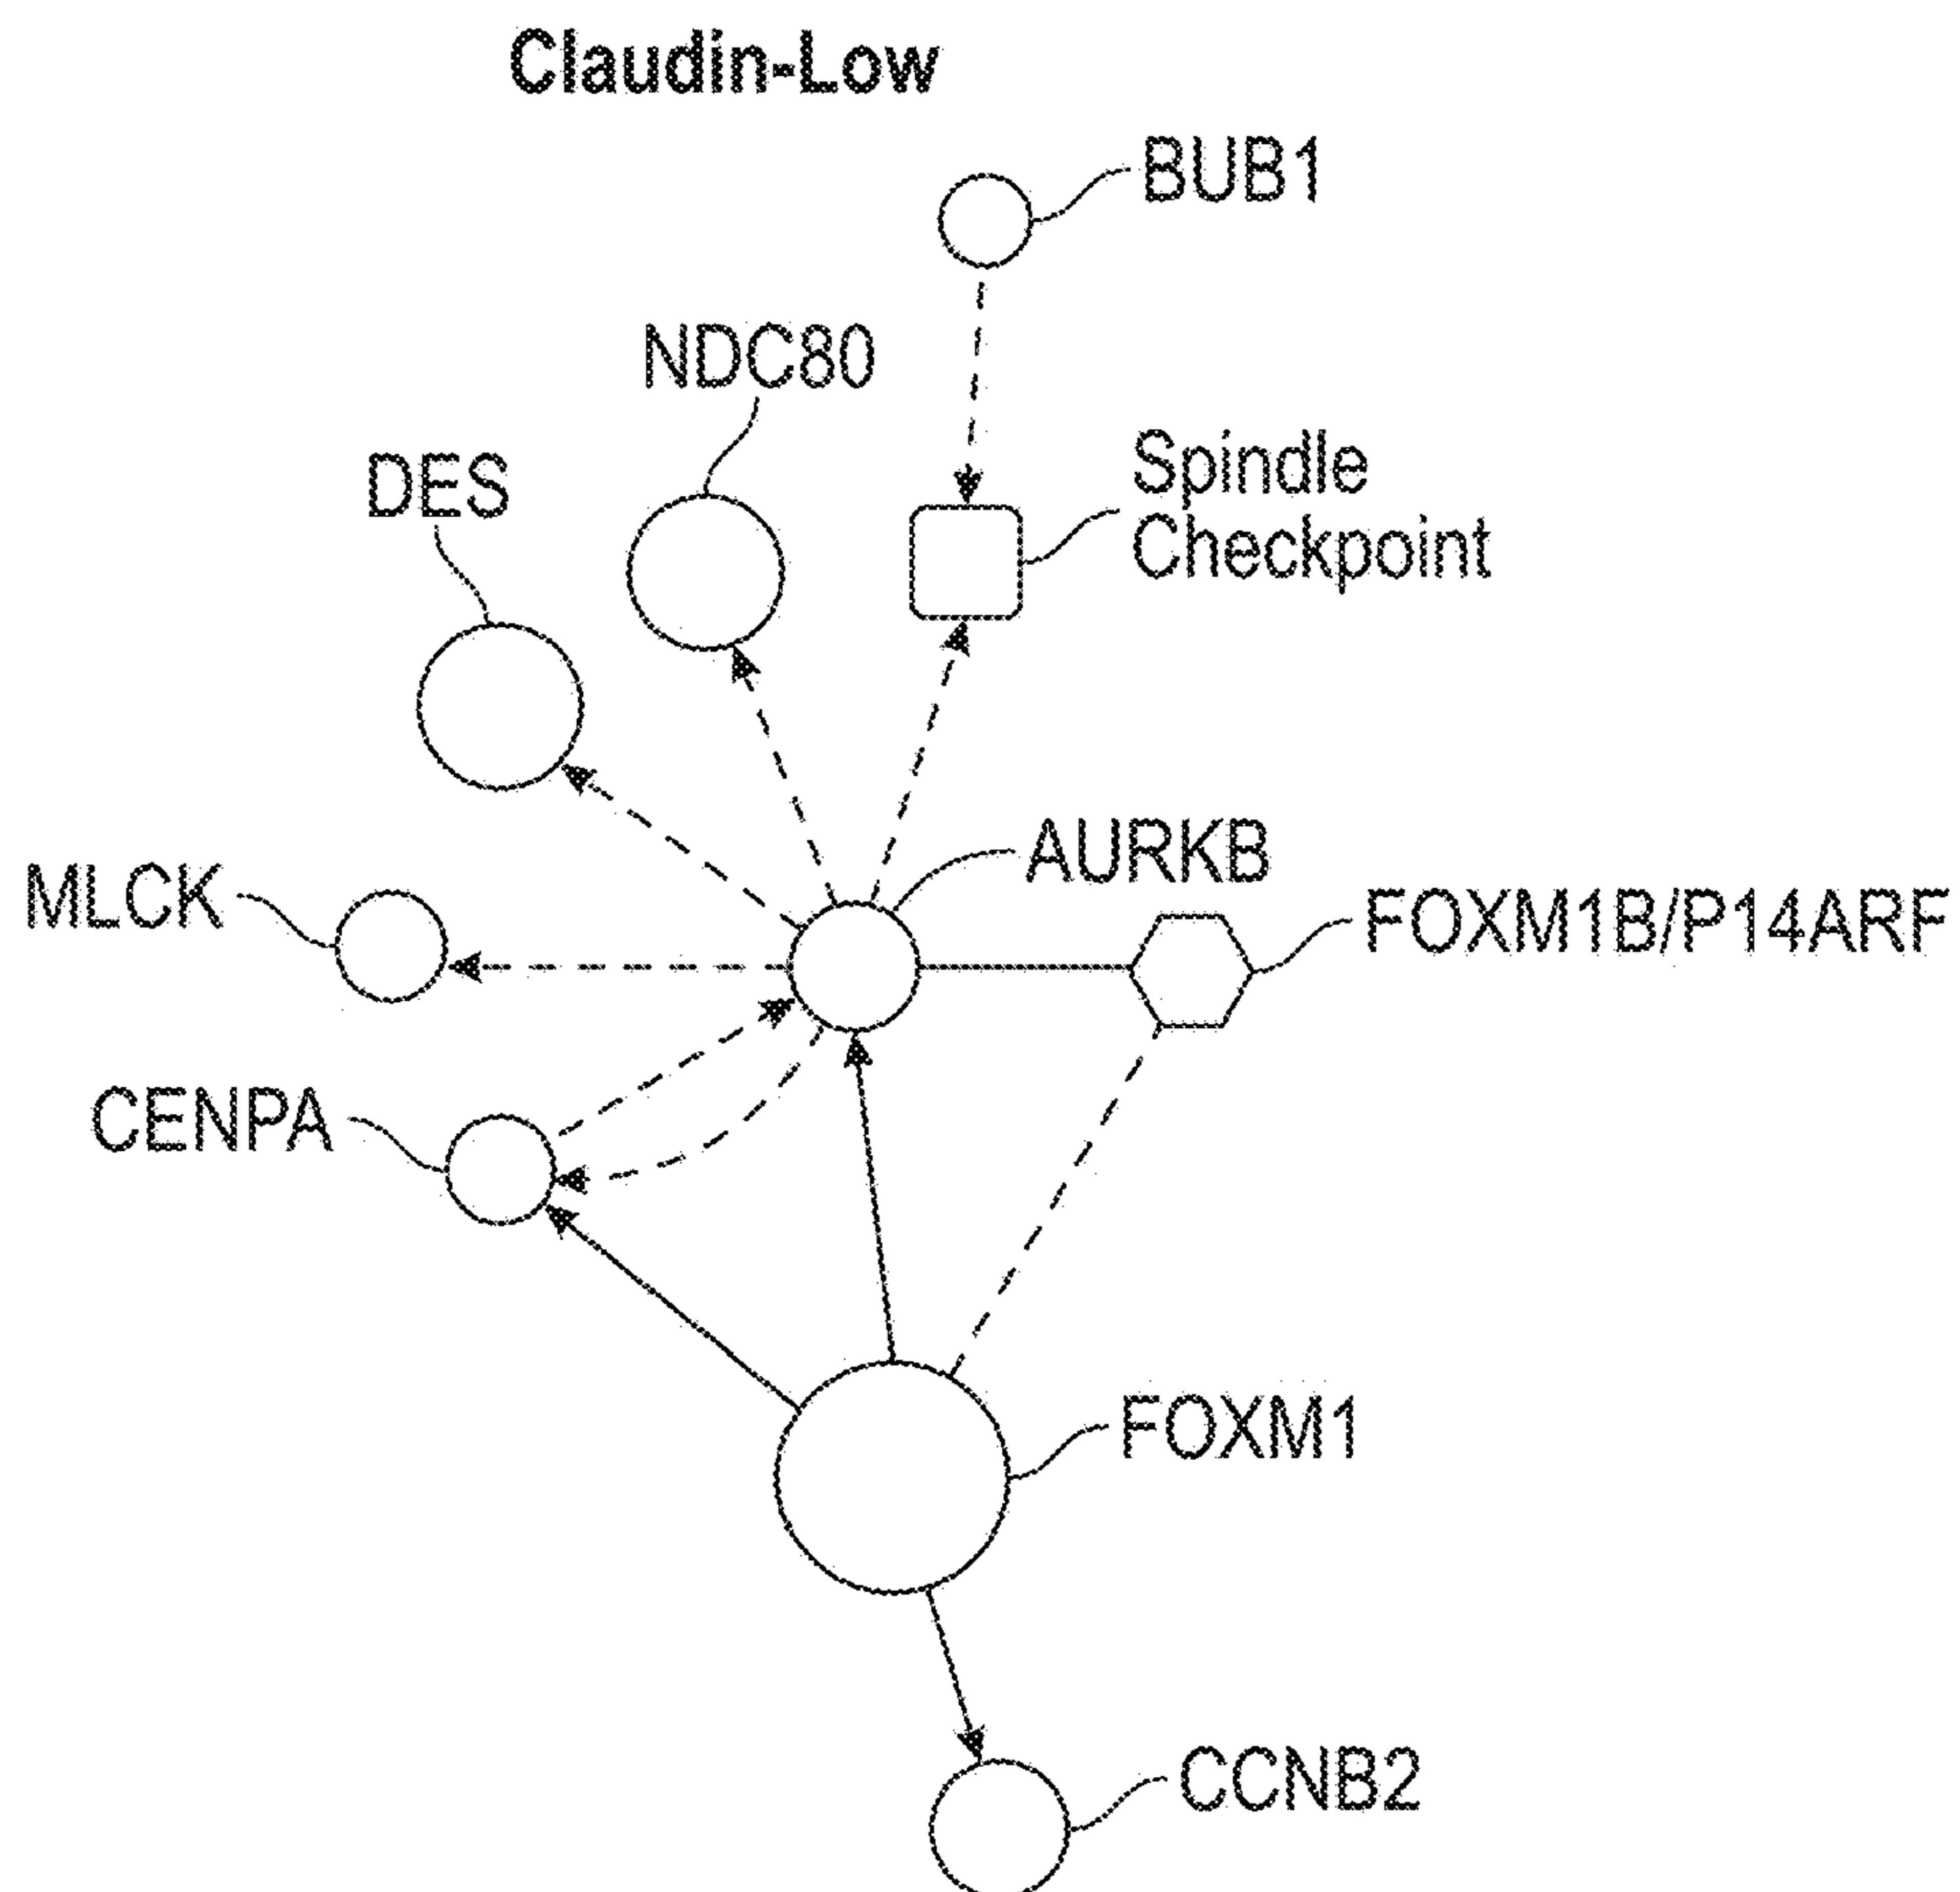 Claudin-Low
BUB1
NDC80
Spindle
Checkpoint
DES
AURKB
MLCK
FOXM1B/P14ARF
CENPA
FOXM1
CCNB2